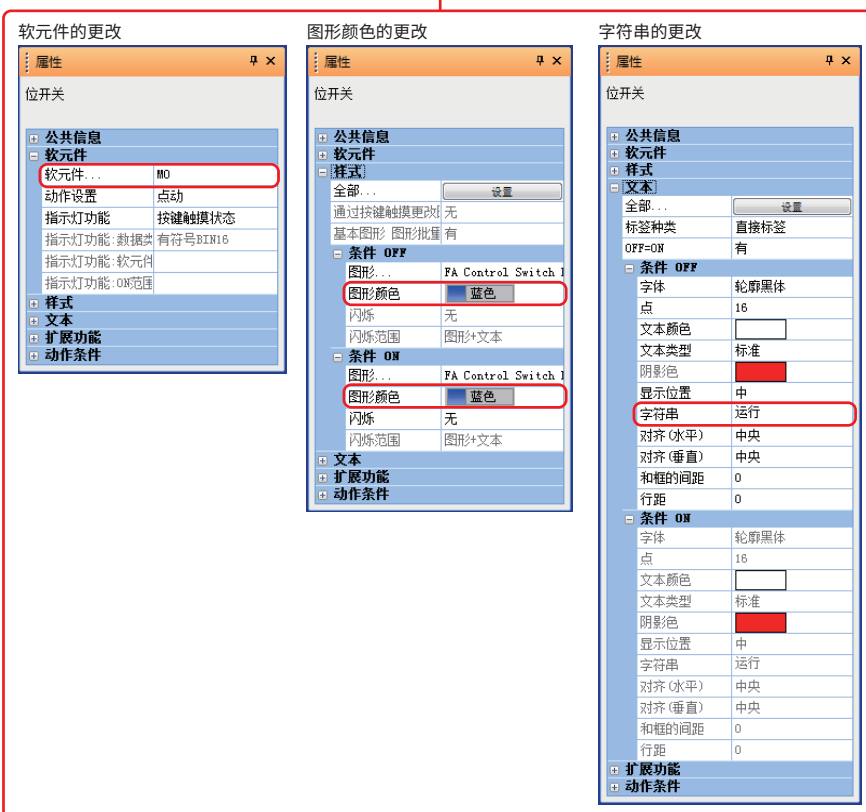 软元件的更改
属性
位开关
公共信息
软元件
软元件... M0
动作设置 点动
指示灯功能 按键触摸状态
指示灯功能:数据类 有符号BIN16
指示灯功能:软元件
指示灯功能:ON范围
样式
文本
扩展功能
动作条件
图形颜色的更改
属性
位开关
公共信息
软元件
样式
全部... 设置
通过按键触摸更改 无
基本图形 图形批量 有
条件 OFF
图形... FA Control Switch
图形颜色 蓝色
闪烁 无
闪烁范围 图形+文本
条件 ON
图形... FA Control Switch
图形颜色 蓝色
闪烁 无
闪烁范围 图形+文本
文本
扩展功能
动作条件
字符串的更改
属性
位开关
公共信息
软元件
样式
文本
全部... 设置
标签种类 直接标签
OFF=ON 有
条件 OFF
字体 轮廓黑体
点 16
文本颜色
文本类型 标准
阴影色
显示位置 中
字符串 运行
对齐(水平) 中央
对齐(垂直) 中央
和框的间距 0
行距 0
条件 ON
字体 轮廓黑体
点 16
文本颜色
文本类型 标准
阴影色
显示位置 中
字符串 运行
对齐(水平) 中央
对齐(垂直) 中央
和框的间距 0
行距 0
扩展功能
动作条件